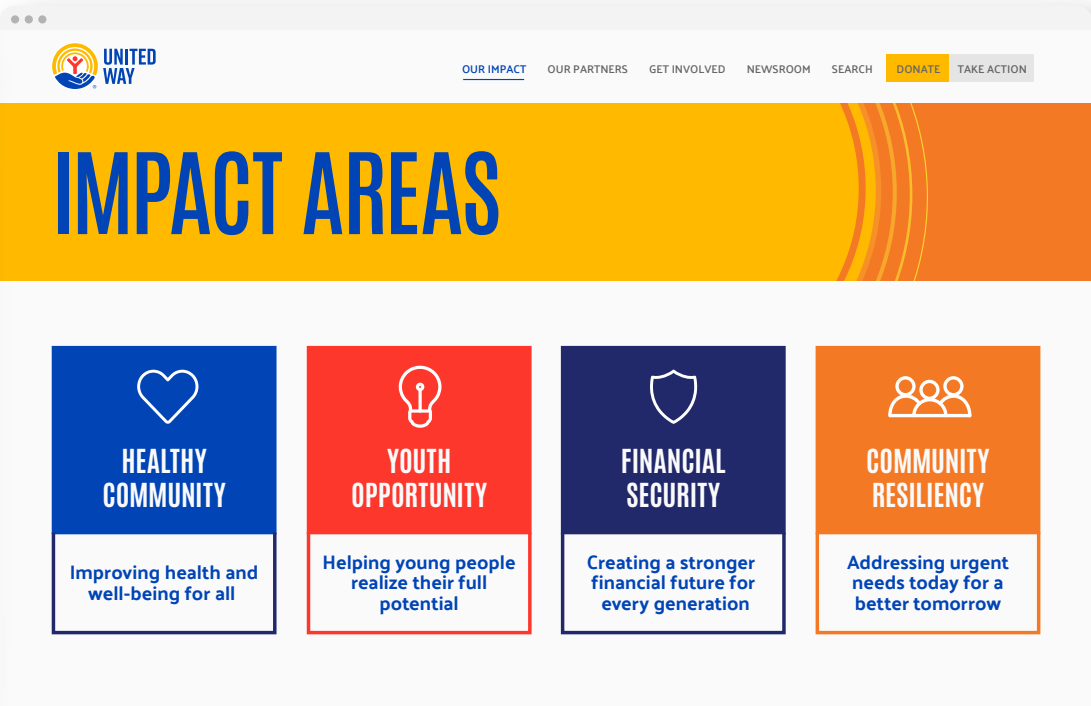 UNITED
WAY
OUR IMPACT OUR PARTNERS GET INVOLVED NEWSROOM SEARCH DONATE TAKE ACTION
IMPACT AREAS
HEALTHY
COMMUNITY
Improving health and
well-being for all
YOUTH
OPPORTUNITY
Helping young people
realize their full
potential
FINANCIAL
SECURITY
Creating a stronger
financial future for
every generation
COMMUNITY
RESILIENCY
Addressing urgent
needs today for a
better tomorrow